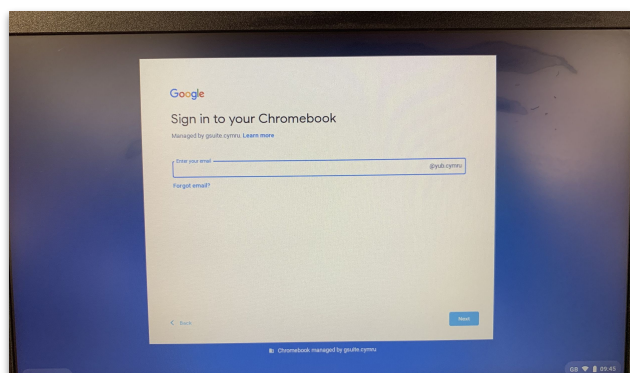 Google
Sign in to your Chromebook
Managed by gsuite.cymru. Learn more
Enter your email
@yub.cymru
Forgot email?
Back
Next
Chromebook managed by gsuite.cymru
GB 09:45